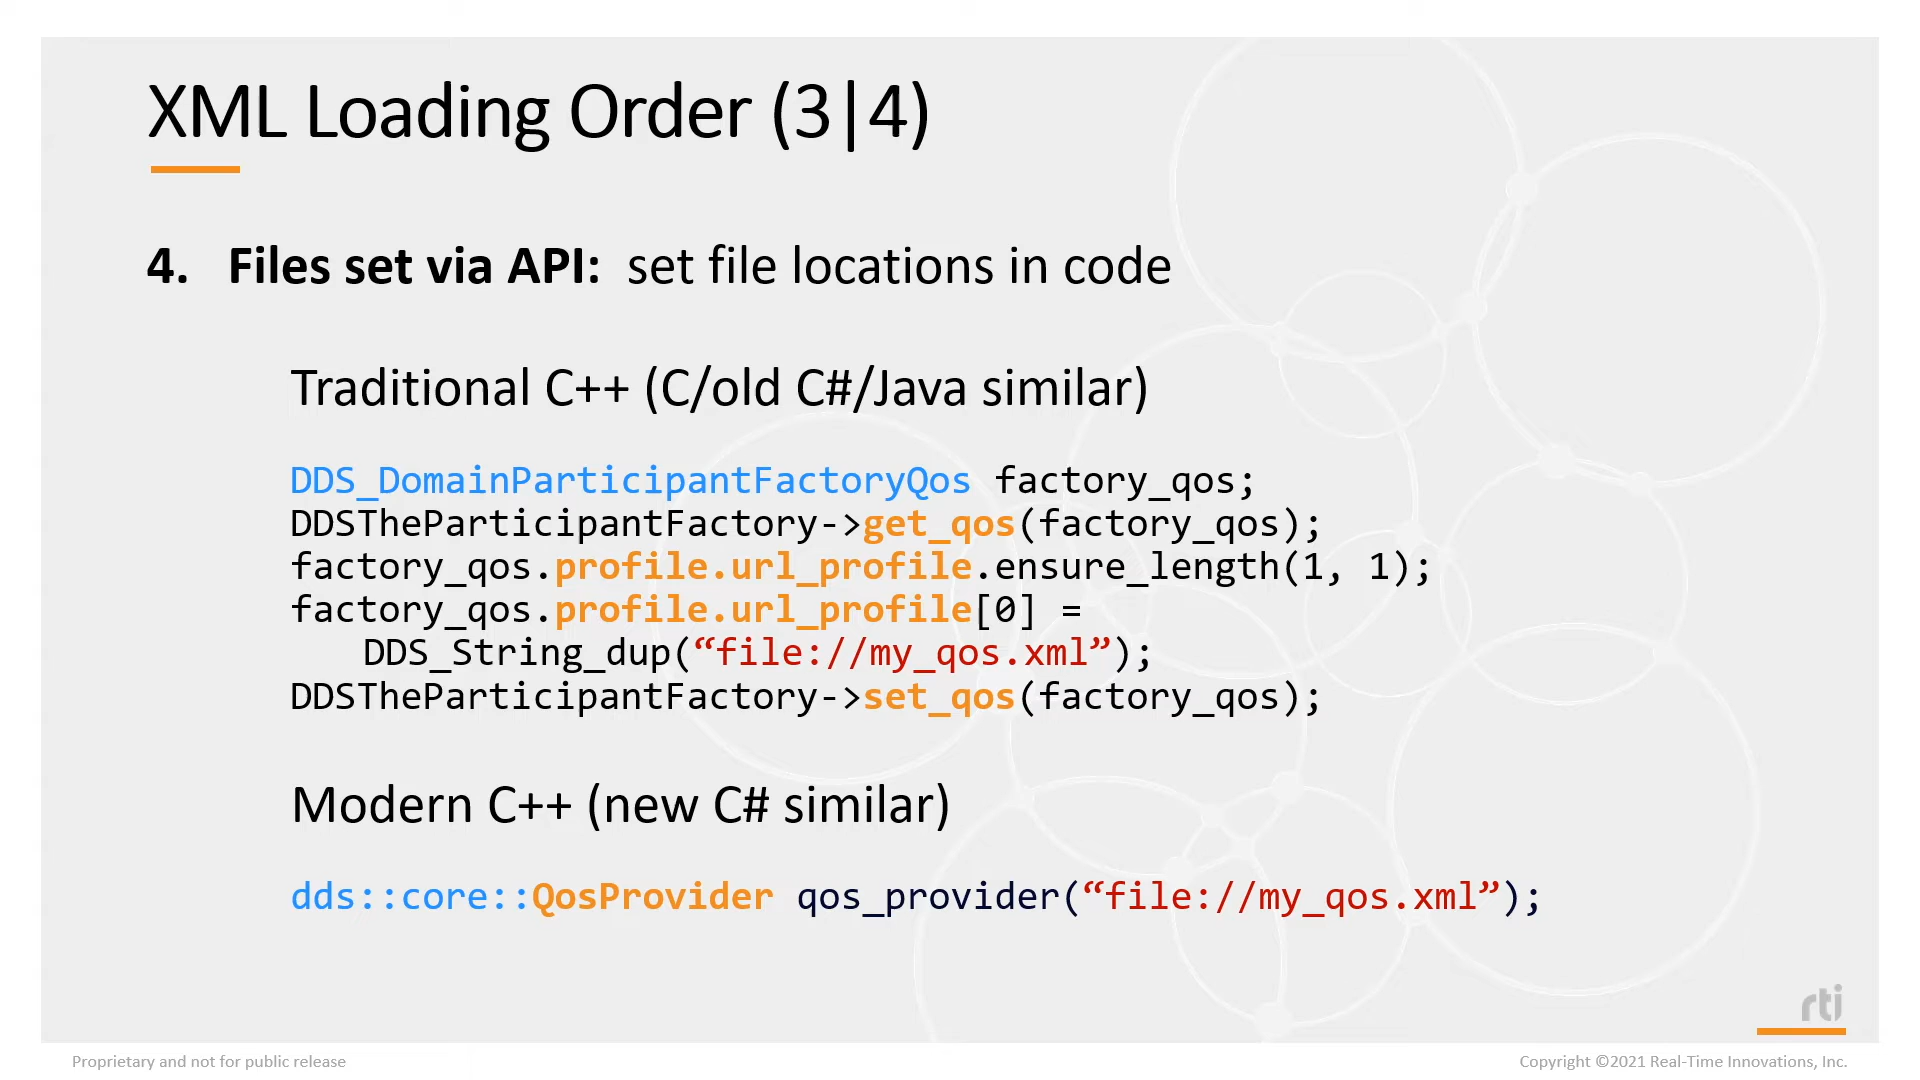 XML Loading Order (3|4)
4. Files set via API: set file locations in code
Traditional C++ (C/old C#/Java similar)
DDS_DomainParticipantFactoryQos factory_qos;
DDSTheParticipantFactory->get_qos(factory_qos);
factory_qos.profile.url_profile.ensure_length(1, 1);
factory_qos.profile.url_profile[0] =
DDS_String_dup(“file://my_qos.xml”);
DDSTheParticipantFactory->set_qos(factory_qos);
Modern C++ (new C# similar)
dds::core::QosProvider qos_provider(“file://my_qos.xml”);
rti
Proprietary and not for public release
Copyright ©2021 Real-Time Innovations, Inc.